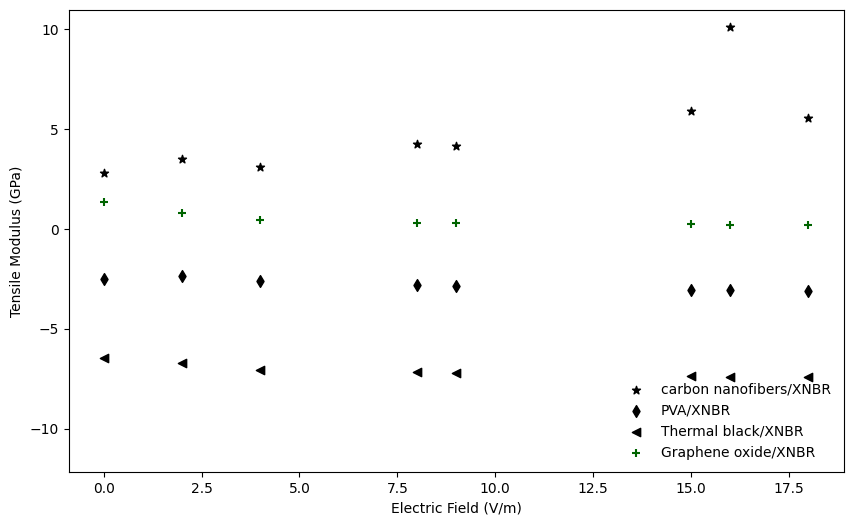 10
5
0
−5
−10
Tensile Modulus (GPa)
carbon nanofibers/XNBR
PVA/XNBR
Thermal black/XNBR
Graphene oxide/XNBR
0.0 2.5 5.0 7.5 10.0 12.5 15.0 17.5
Electric Field (V/m)